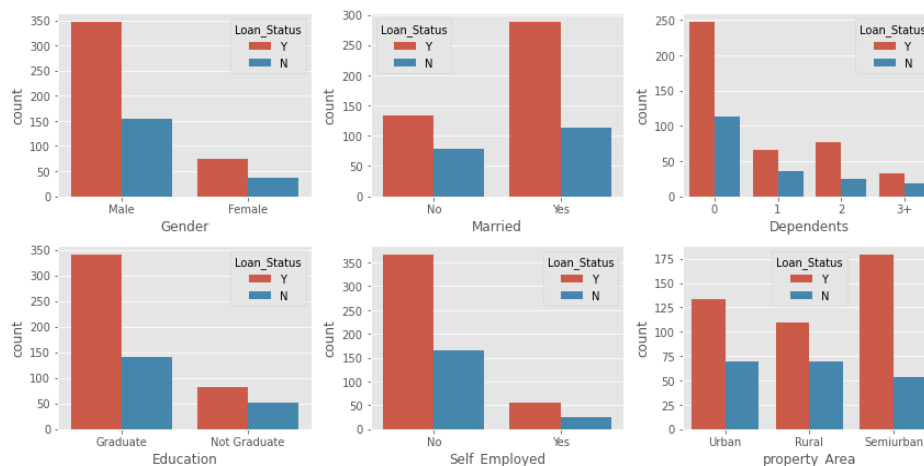 350
300
250
200
150
100
50
0
count
Loan_Status
Y
N
Male Female
Gender
300
250
200
150
100
50
0
count
Loan_Status
Y
N
No Yes
Married
250
200
150
100
50
0
count
Loan_Status
Y
N
0 1 2 3+
Dependents
350
300
250
200
150
100
50
0
count
Loan_Status
Y
N
Graduate Not Graduate
Education
350
300
250
200
150
100
50
0
count
Loan_Status
Y
N
No Yes
Self_Employed
175
150
125
100
75
50
25
0
count
Loan_Status
Y
N
Urban Rural Semiurban
property_Area